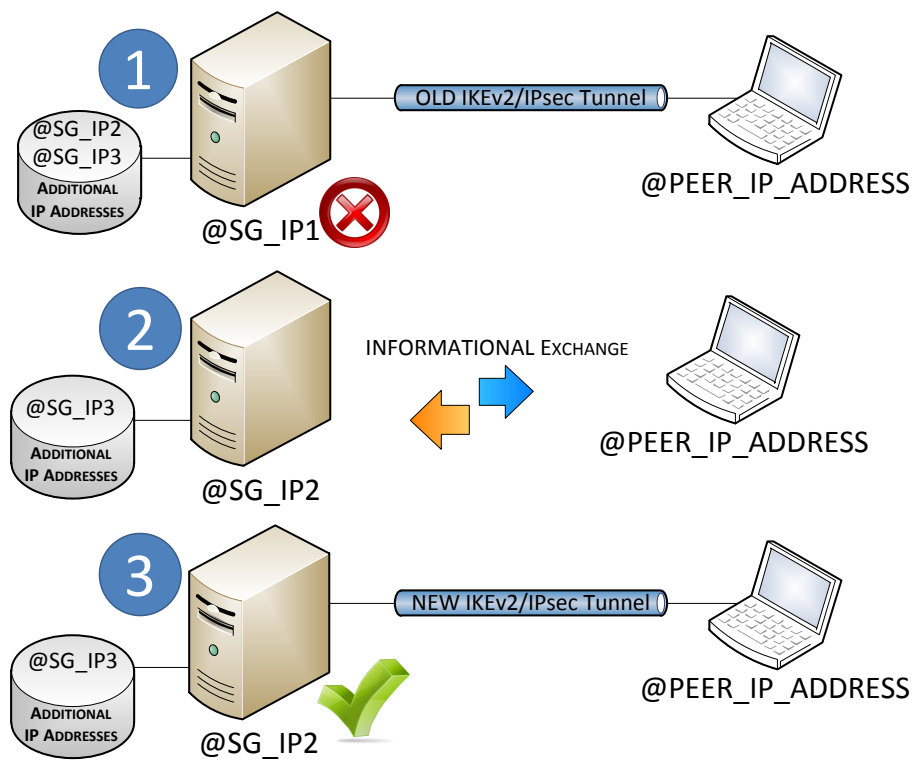 1
OLD IKEv2/IPsec Tunnel
@SG_IP2
@SG_IP3
ADDITIONAL
IP ADDRESSES
@SG_IP1
@PEER_IP_ADDRESS
2
INFORMATIONAL EXCHANGE
@SG_IP3
ADDITIONAL
IP ADDRESSES
@SG_IP2
@PEER_IP_ADDRESS
3
NEW IKEv2/IPsec Tunnel
@SG_IP3
ADDITIONAL
IP ADDRESSES
@SG_IP2
@PEER_IP_ADDRESS